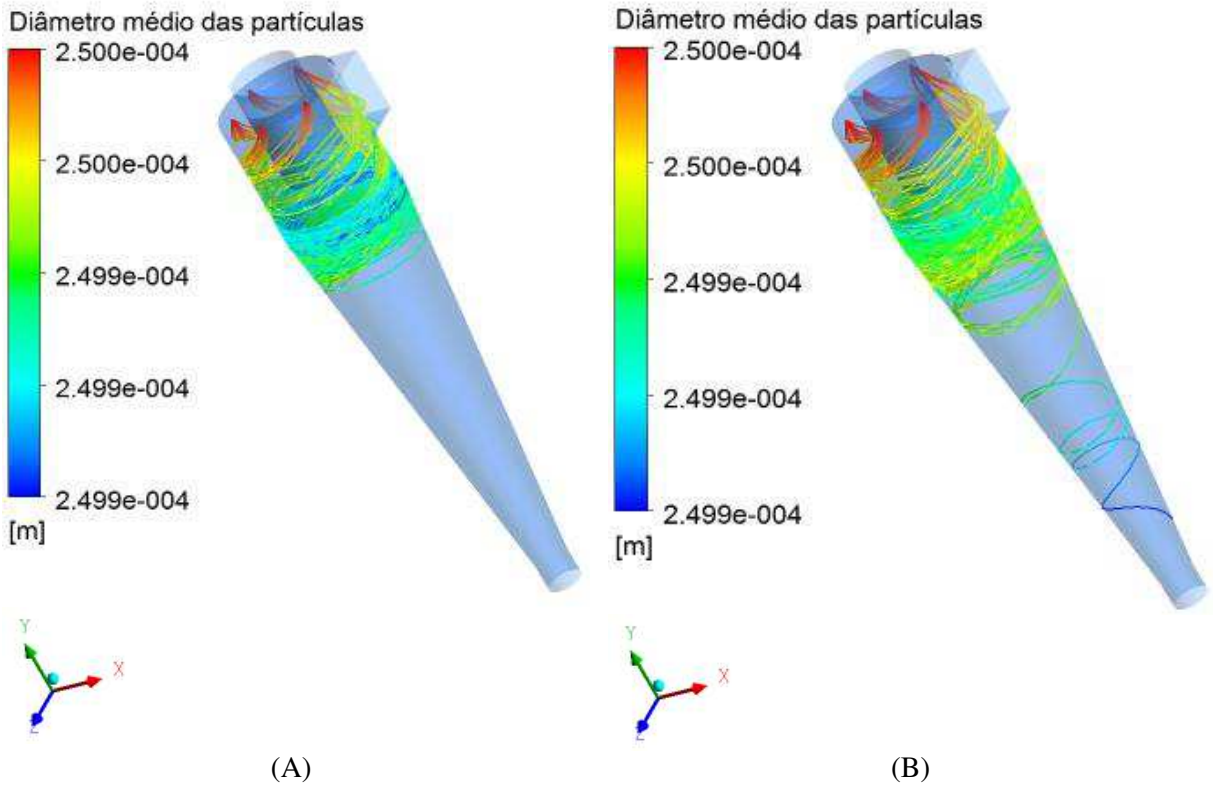 Diâmetro médio das partículas
2.500e-004
2.500e-004
2.499e-004
2.499e-004
2.499e-004
[m]
Y
X
Z
(A)
Diâmetro médio das partículas
2.500e-004
2.500e-004
2.499e-004
2.499e-004
2.499e-004
[m]
Y
X
Z
(B)